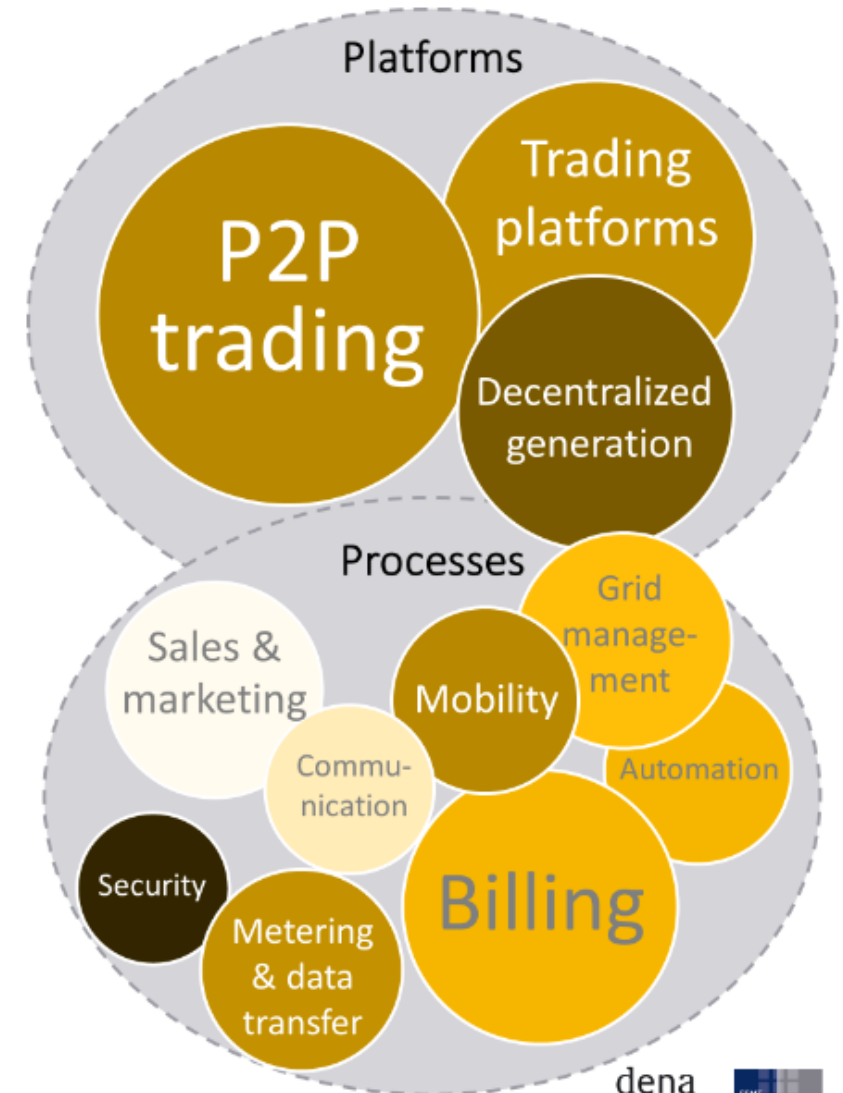 Platforms
Trading
platforms
P2P
trading
Decentralized
generation
Processes
Grid
manage-
ment
Sales &
marketing
Mobility
Commu-
nication
Automation
Security
Billing
Metering
& data
transfer
dena